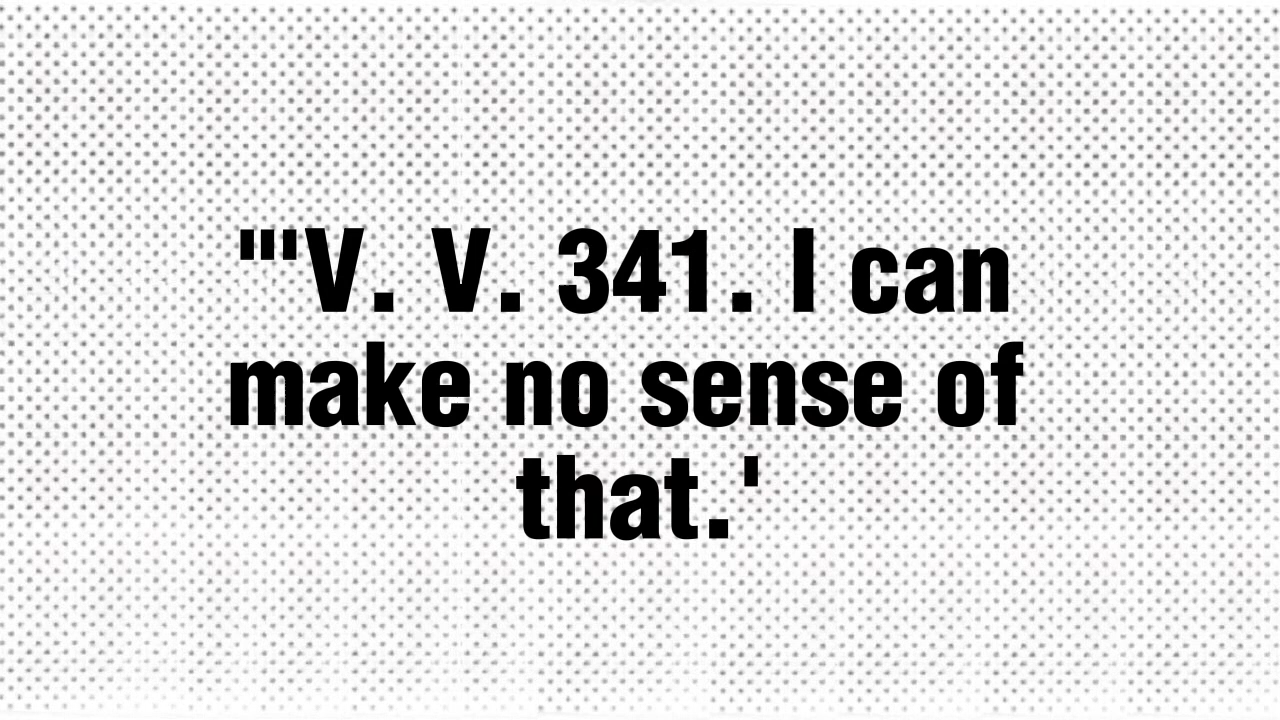 "'V. V. 341. I can
make no sense of
that.'